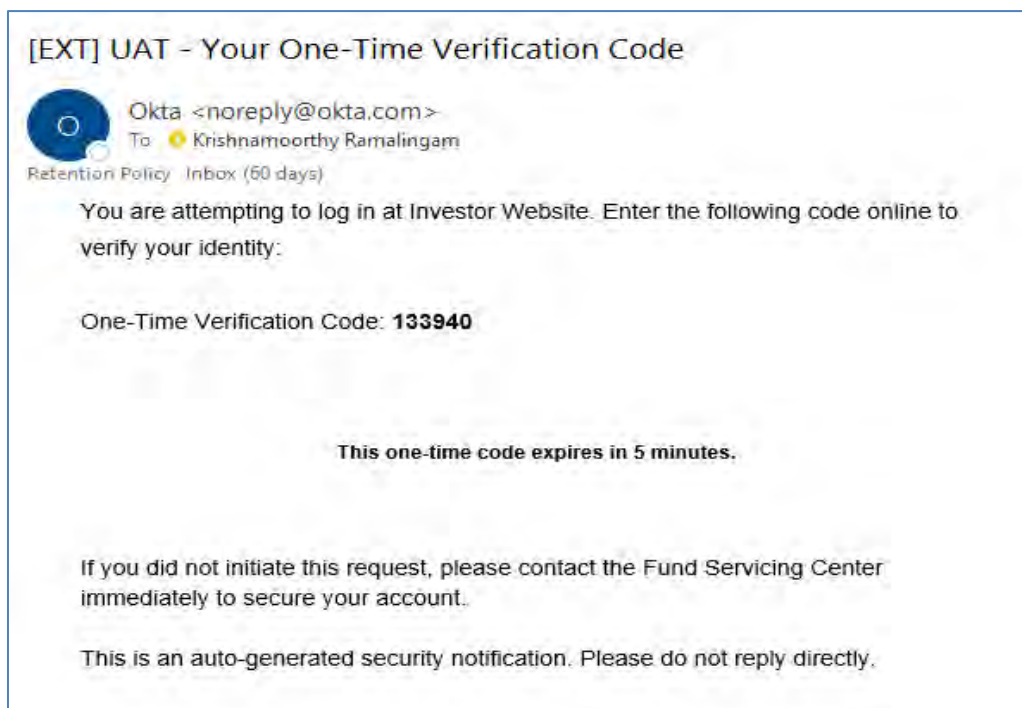 [EXT] UAT - Your One-Time Verification Code
O
Okta <noreply@okta.com>
To Krishnamoorthy Ramalingam
Retention Policy Inbox (60 days)
You are attempting to log in at Investor Website. Enter the following code online to
verify your identity:
One-Time Verification Code: 133940
This one-time code expires in 5 minutes.
If you did not initiate this request, please contact the Fund Servicing Center
immediately to secure your account.
This is an auto-generated security notification. Please do not reply directly.